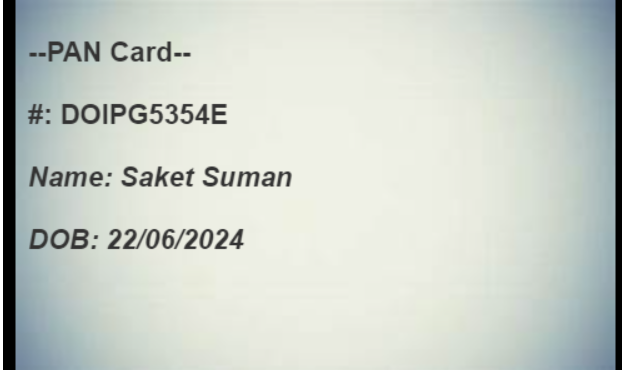 --PAN Card--
#: DOIPG5354E
Name: Saket Suman
DOB: 22/06/2024